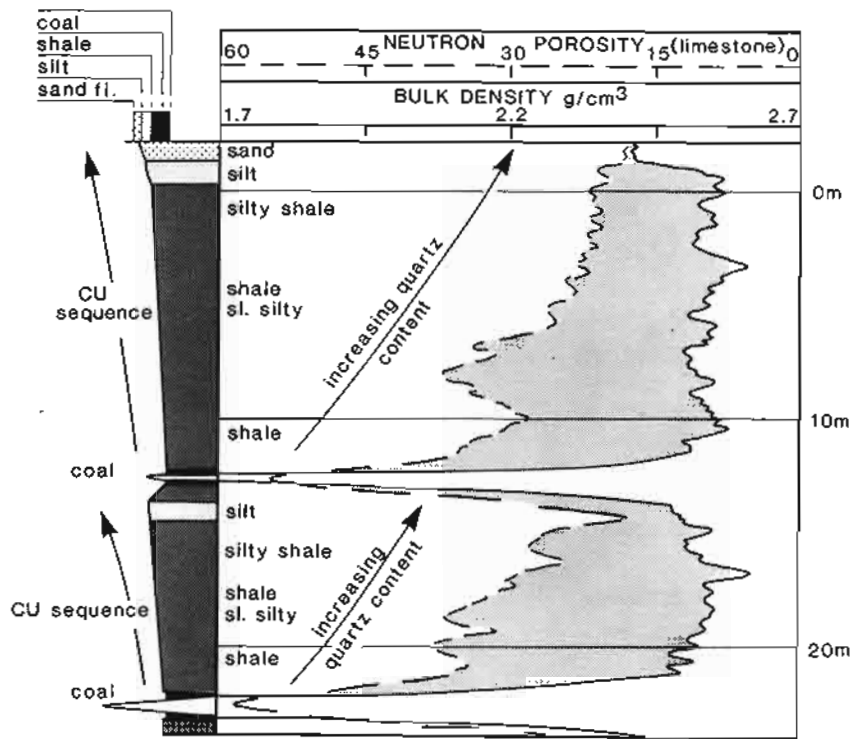 coal
shale
silt
sand fl.
60 45 NEUTRON 30 POROSITY 15 (limestone) 0
BULK DENSITY g/cm³
1.7 2.2 2.7
sand
silt
0m
silty shale
CU
sequence
shale
sl. silty
increasing quartz
content
shale
10m
coal
silt
silty shale
increasing
quartz content
CU sequence
shale
sl. silty
shale
20m
coal